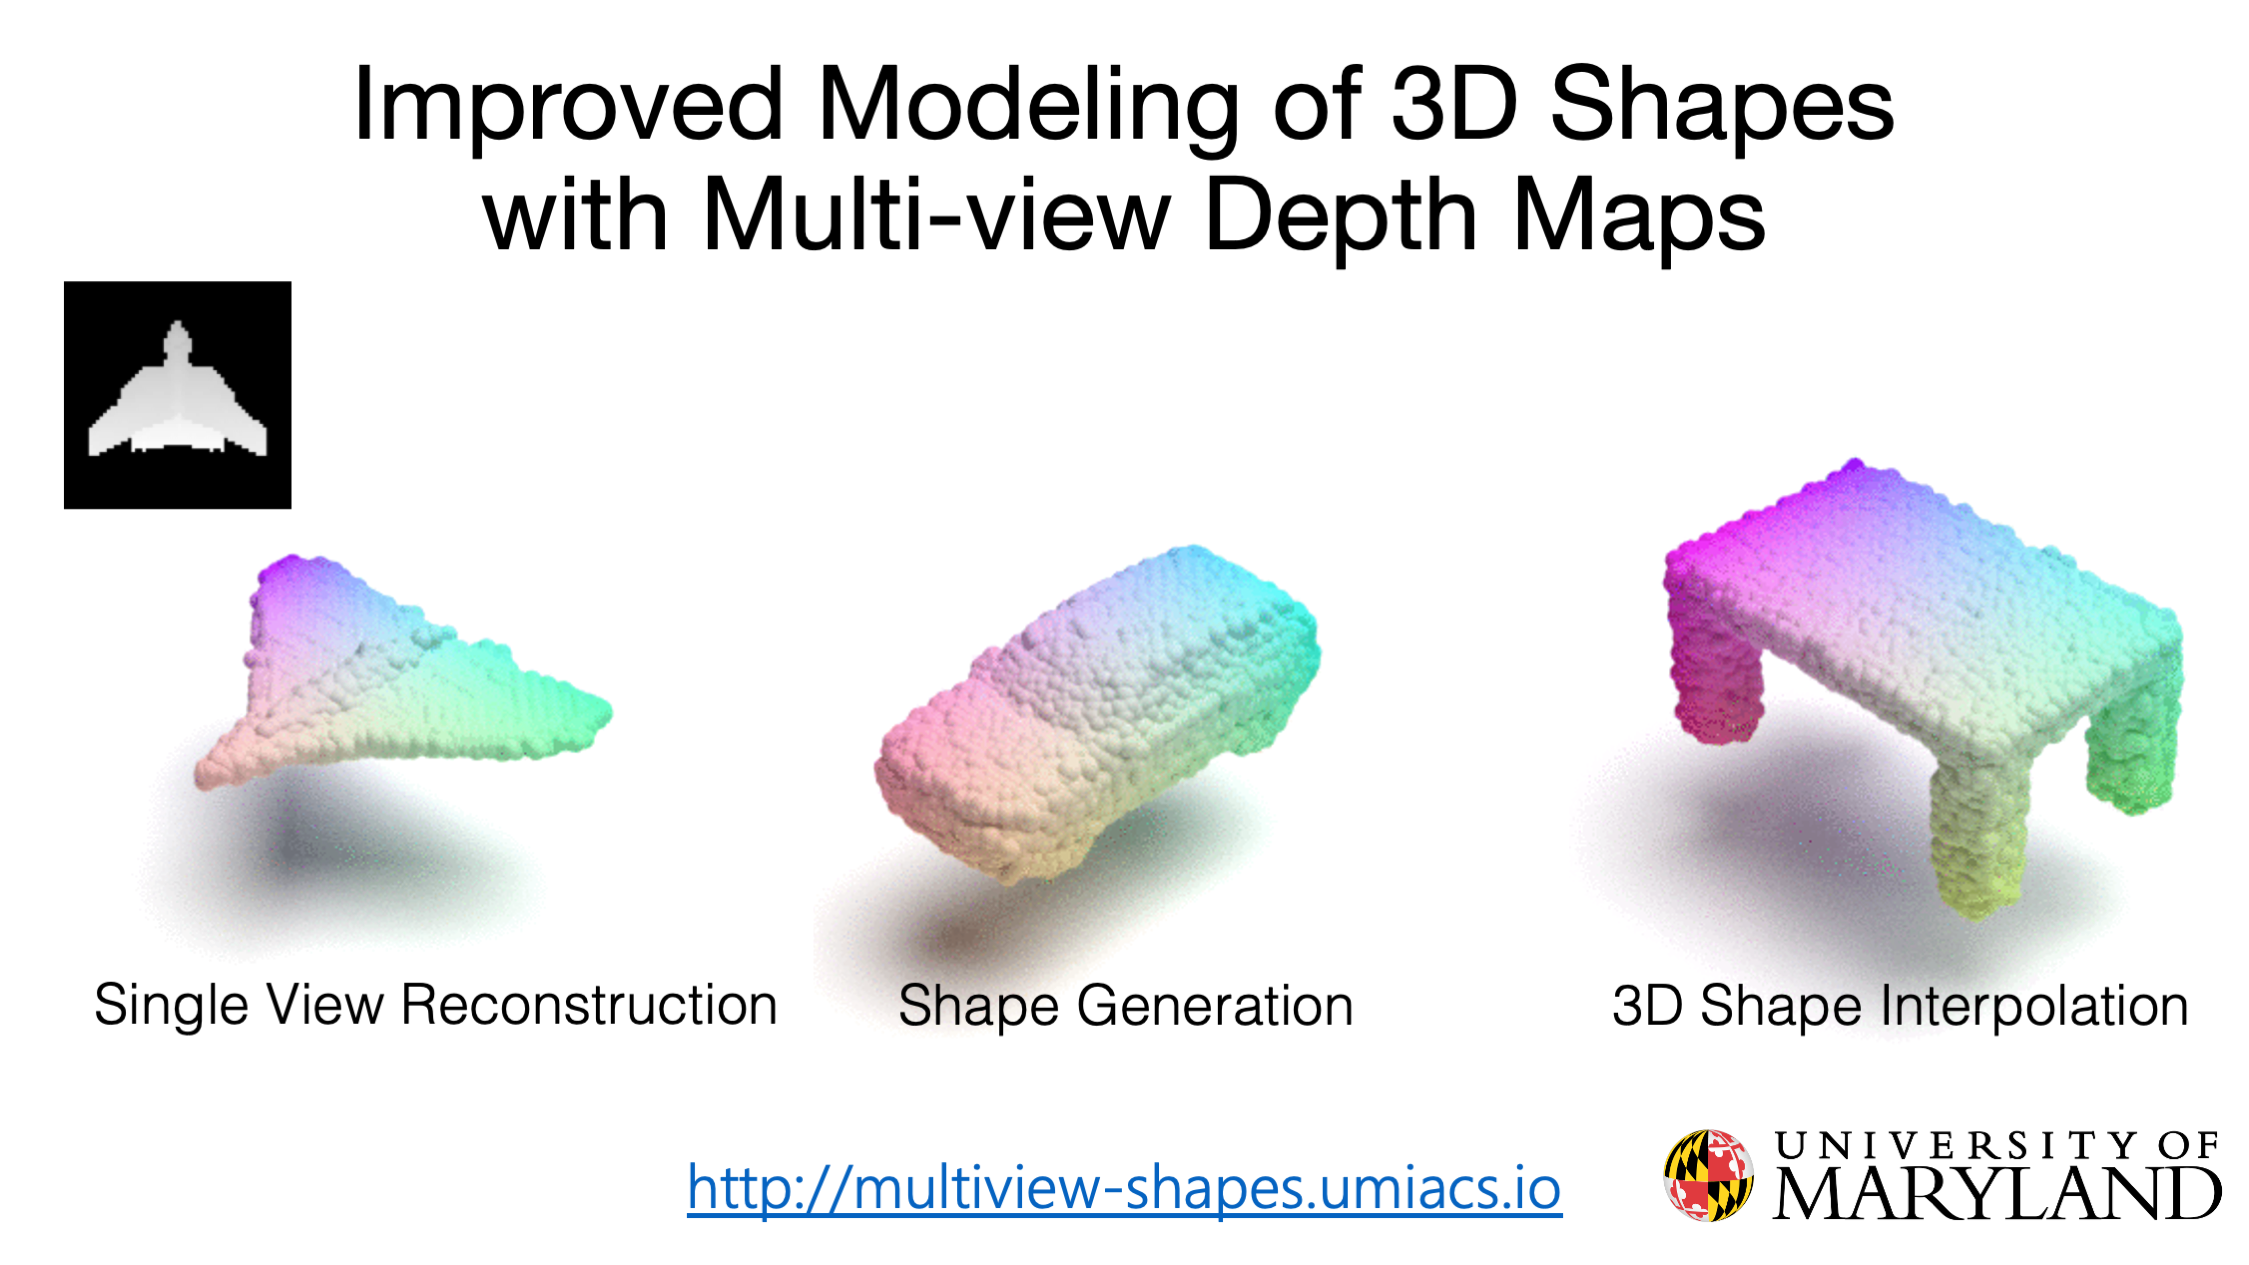 Improved Modeling of 3D Shapes
with Multi-view Depth Maps
Single View Reconstruction
Shape Generation
3D Shape Interpolation
http://multiview-shapes.umiacs.io
UNIVERSITY OF
MARYLAND